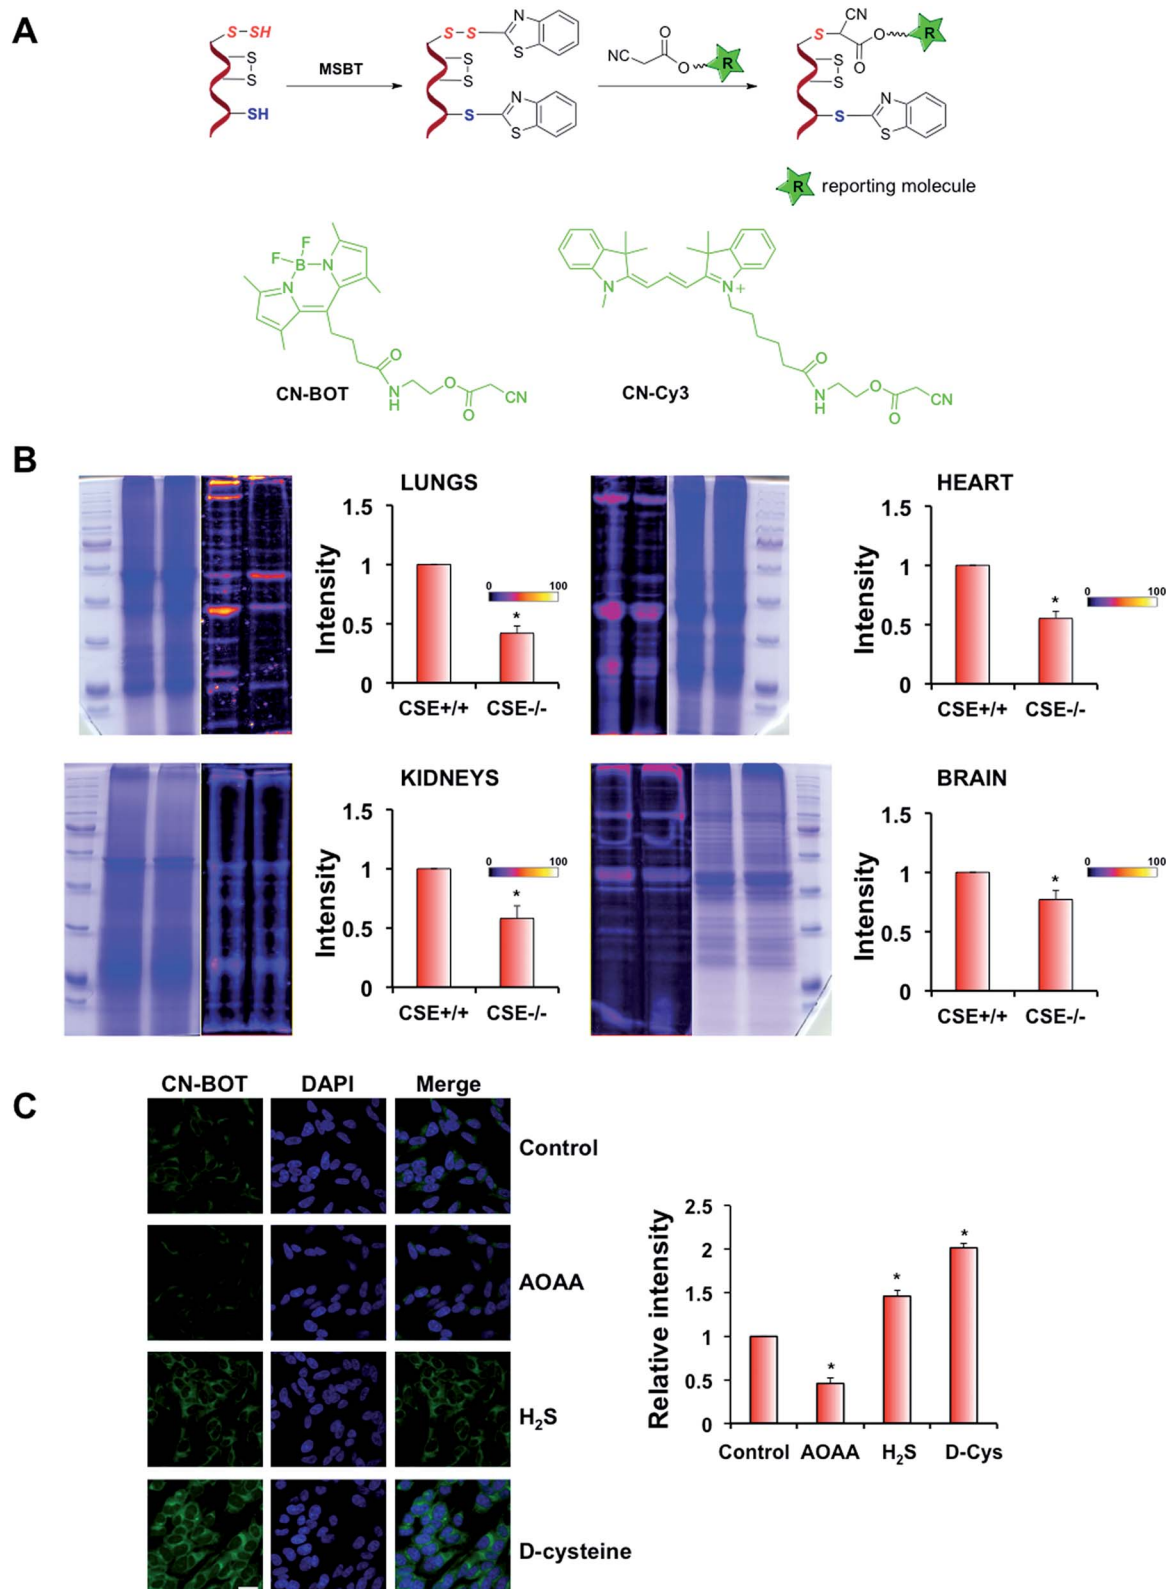 A
S-SH
S
S
SH
MSBT
S-S
N
S
S
S
S
N
S
NC
O
O
R
CN
S
O
O
R
S
S
S
N
S
R reporting molecule
F
F
B
N
N
O
N
H
O
O
CN
CN-BOT
N
N+
O
N
H
O
O
CN
CN-Cy3
B
LUNGS
1.5
1
0.5
0
Intensity
0 100
*
CSE+/+ CSE-/-
HEART
1.5
1
0.5
0
Intensity
0 100
*
CSE+/+ CSE-/-
KIDNEYS
1.5
1
0.5
0
Intensity
0 100
*
CSE+/+ CSE-/-
BRAIN
1.5
1
0.5
0
Intensity
0 100
*
CSE+/+ CSE-/-
C
CN-BOT DAPI Merge
Control
AOAA
H₂S
D-cysteine
2.5
2
1.5
1
0.5
0
Relative intensity
*
*
*
Control AOAA H₂S D-Cys